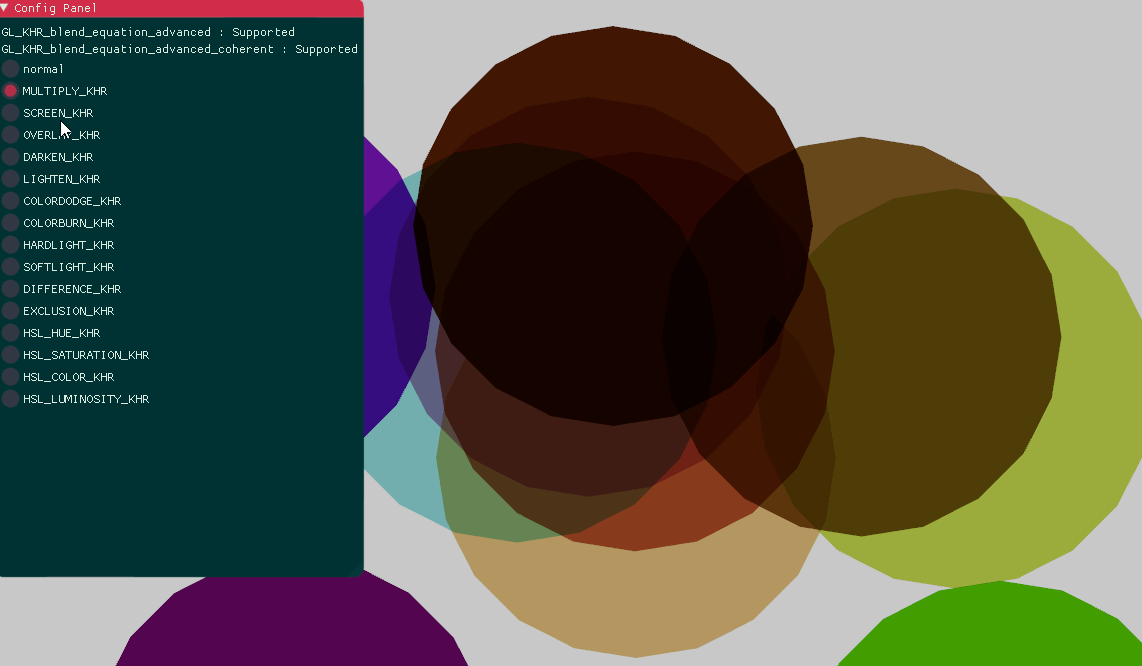 Config Panel
GL_KHR_blend_equation_advanced : Supported
GL_KHR_blend_equation_advanced_coherent : Supported
normal
MULTIPLY_KHR
SCREEN_KHR
OVERLAY_KHR
DARKEN_KHR
LIGHTEN_KHR
COLORDODGE_KHR
COLORBURN_KHR
HARDLIGHT_KHR
SOFTLIGHT_KHR
DIFFERENCE_KHR
EXCLUSION_KHR
HSL_HUE_KHR
HSL_SATURATION_KHR
HSL_COLOR_KHR
HSL_LUMINOSITY_KHR